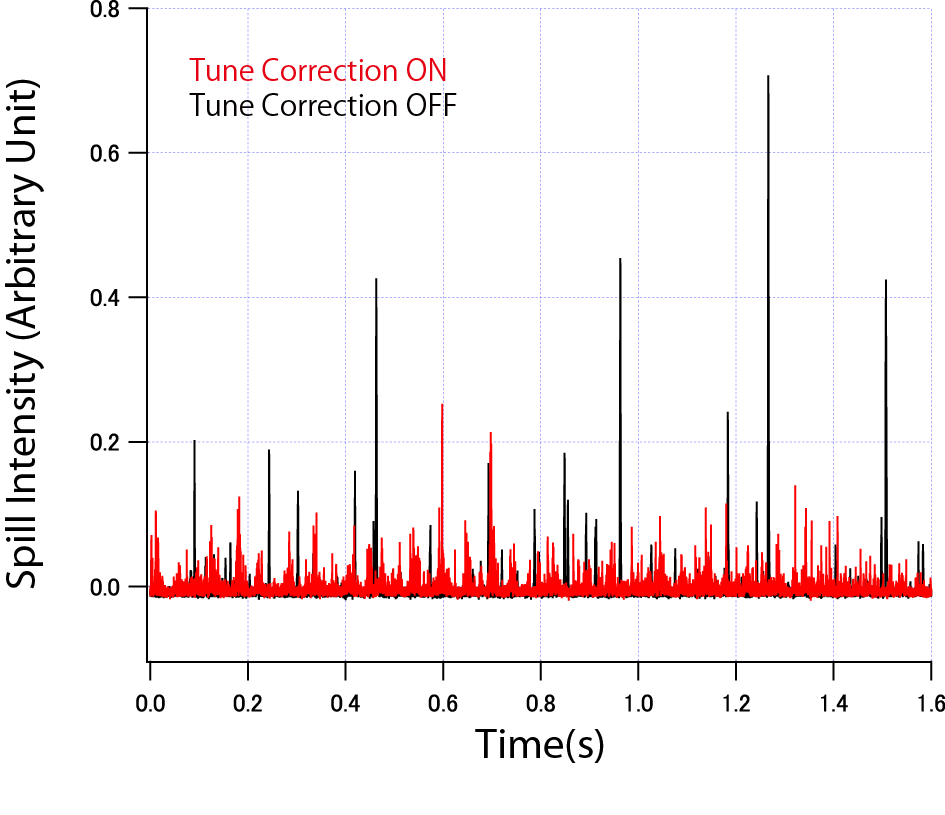 0.8
Tune Correction ON
Tune Correction OFF
0.6
0.4
0.2
0.0
Spill Intensity (Arbitrary Unit)
0.0 0.2 0.4 0.6 0.8 1.0 1.2 1.4 1.6
Time(s)